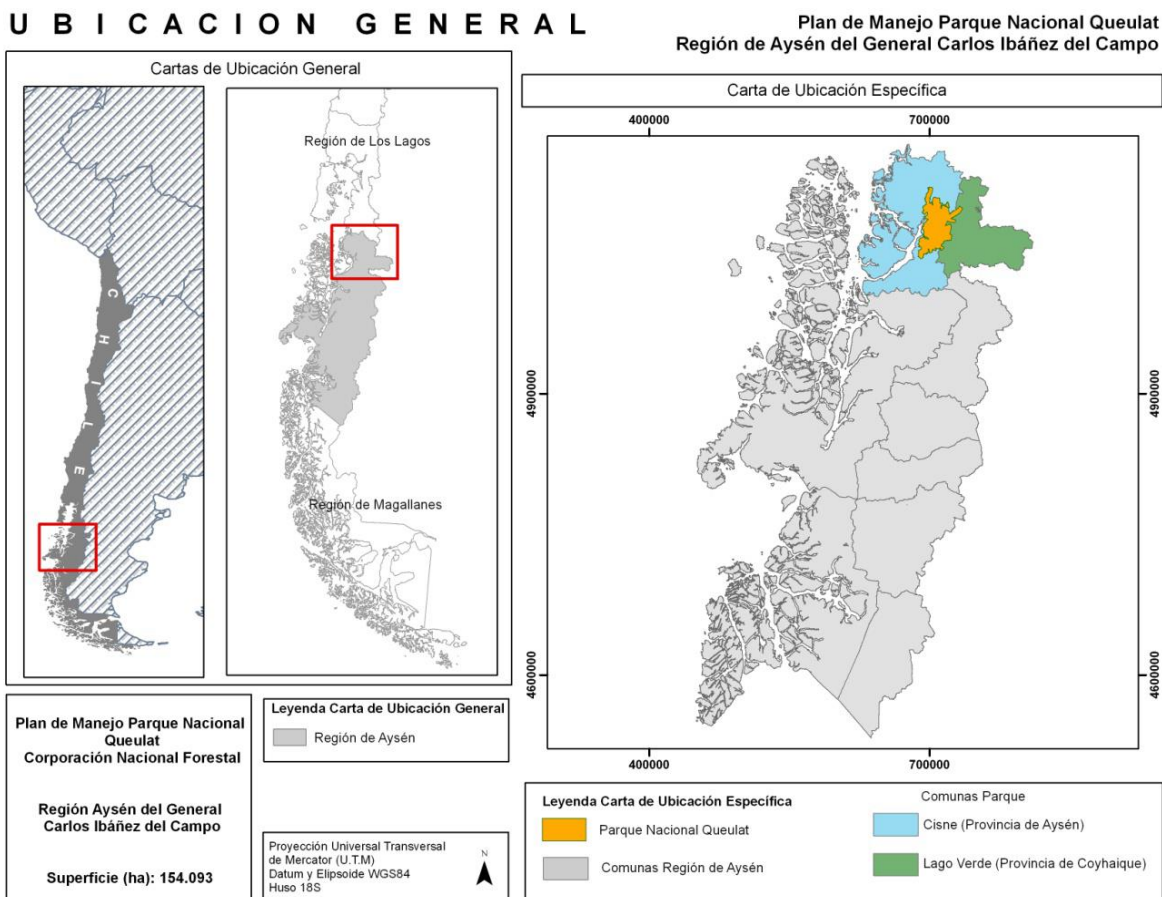 UBICACION GENERAL
Plan de Manejo Parque Nacional Queulat
Región de Aysén del General Carlos Ibáñez del Campo
Cartas de Ubicación General
CHILE
Región de Los Lagos
Región de Magallanes
Carta de Ubicación Específica
400000
700000
4900000
4900000
4600000
4600000
400000
700000
Plan de Manejo Parque Nacional
Queulat
Corporación Nacional Forestal
Región Aysén del General
Carlos Ibáñez del Campo
Superficie (ha): 154.093
Leyenda Carta de Ubicación General
Región de Aysén
Proyección Universal Transversal
de Mercator (U.T.M)
Datum y Elipsoide WGS84
Huso 18S
N
Leyenda Carta de Ubicación Específica
Parque Nacional Queulat
Comunas Región de Aysén
Comunas Parque
Cisne (Provincia de Aysén)
Lago Verde (Provincia de Coyhaique)